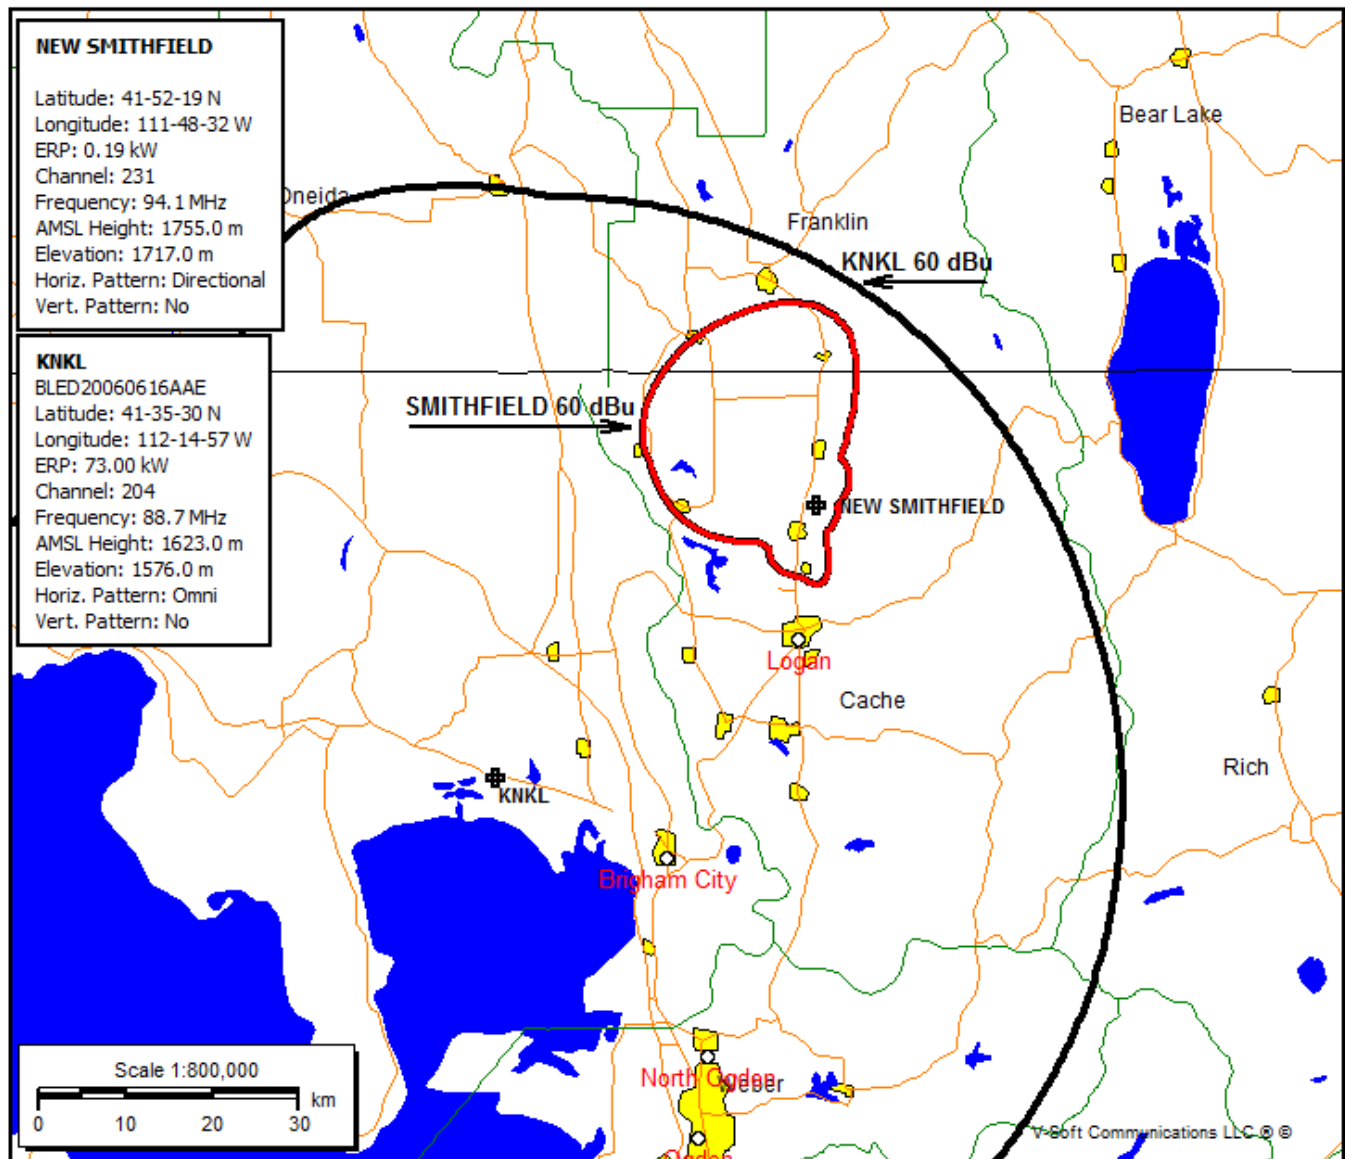 NEW SMITHFIELD
Latitude: 41-52-19 N
Longitude: 111-48-32 W
ERP: 0.19 kW
Channel: 231
Frequency: 94.1 MHz
AMSL Height: 1755.0 m
Elevation: 1717.0 m
Horiz. Pattern: Directional
Vert. Pattern: No
KNKL
BLED20060616AAE
Latitude: 41-35-30 N
Longitude: 112-14-57 W
ERP: 73.00 kW
Channel: 204
Frequency: 88.7 MHz
AMSL Height: 1623.0 m
Elevation: 1576.0 m
Horiz. Pattern: Omni
Vert. Pattern: No
Bear Lake
Oneida
Franklin
KNKL 60 dBu
SMITHFIELD 60 dBu
NEW SMITHFIELD
Logan
Cache
Rich
KNKL
Brigham City
North Ogden
Weber
Ogden
Scale 1:800,000
km
0 10 20 30
V-Soft Communications LLC ® ©